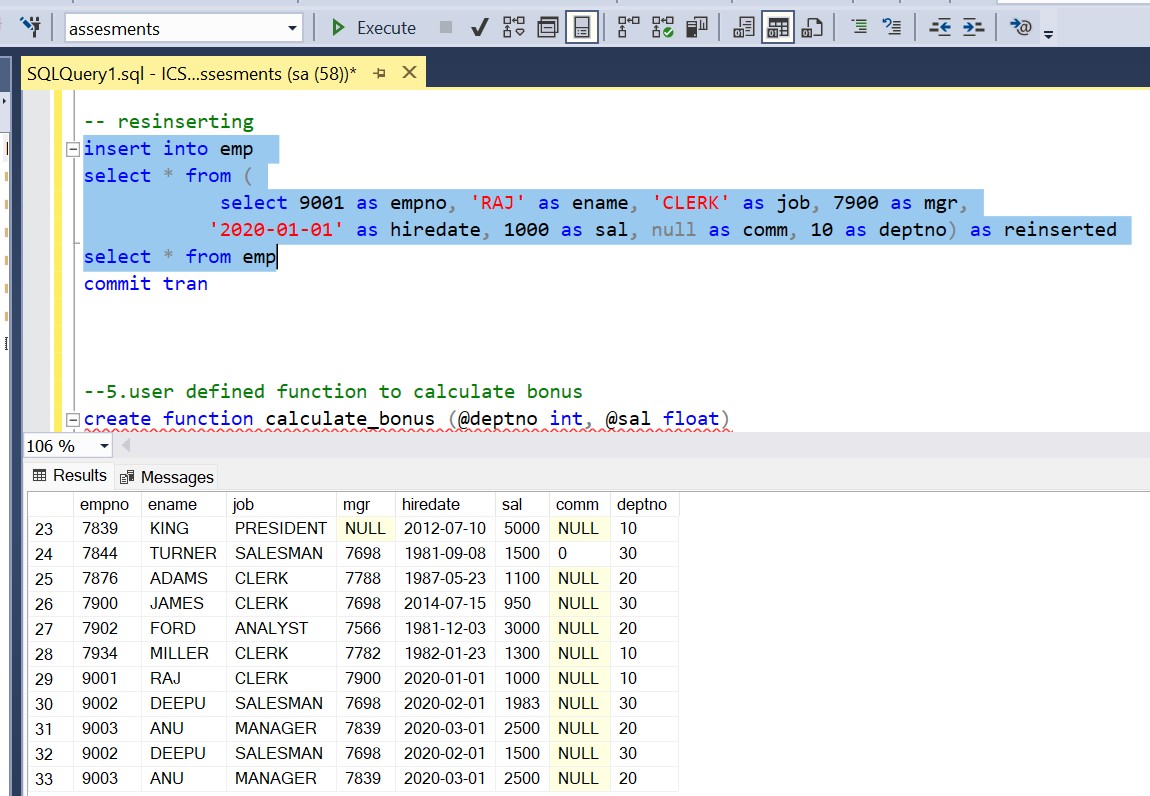 assesments Execute
SQLQuery1.sql - ICS...ssesments (sa (58))*
-- resinserting
insert into emp
select * from (
select 9001 as empno, 'RAJ' as ename, 'CLERK' as job, 7900 as mgr,
'2020-01-01' as hiredate, 1000 as sal, null as comm, 10 as deptno) as reinserted
select * from emp
commit tran
--5.user defined function to calculate bonus
create function calculate_bonus (@deptno int, @sal float)
106 %
Results Messages
empno ename job mgr hiredate sal comm deptno
23 7839 KING PRESIDENT NULL 2012-07-10 5000 NULL 10
24 7844 TURNER SALESMAN 7698 1981-09-08 1500 0 30
25 7876 ADAMS CLERK 7788 1987-05-23 1100 NULL 20
26 7900 JAMES CLERK 7698 2014-07-15 950 NULL 30
27 7902 FORD ANALYST 7566 1981-12-03 3000 NULL 20
28 7934 MILLER CLERK 7782 1982-01-23 1300 NULL 10
29 9001 RAJ CLERK 7900 2020-01-01 1000 NULL 10
30 9002 DEEPU SALESMAN 7698 2020-02-01 1983 NULL 30
31 9003 ANU MANAGER 7839 2020-03-01 2500 NULL 20
32 9002 DEEPU SALESMAN 7698 2020-02-01 1500 NULL 30
33 9003 ANU MANAGER 7839 2020-03-01 2500 NULL 20